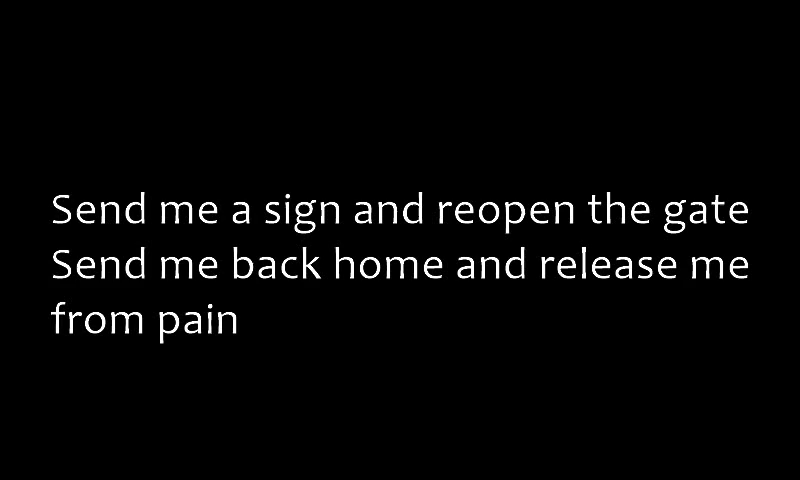 Send me a sign and reopen the gate
Send me back home and release me
from pain